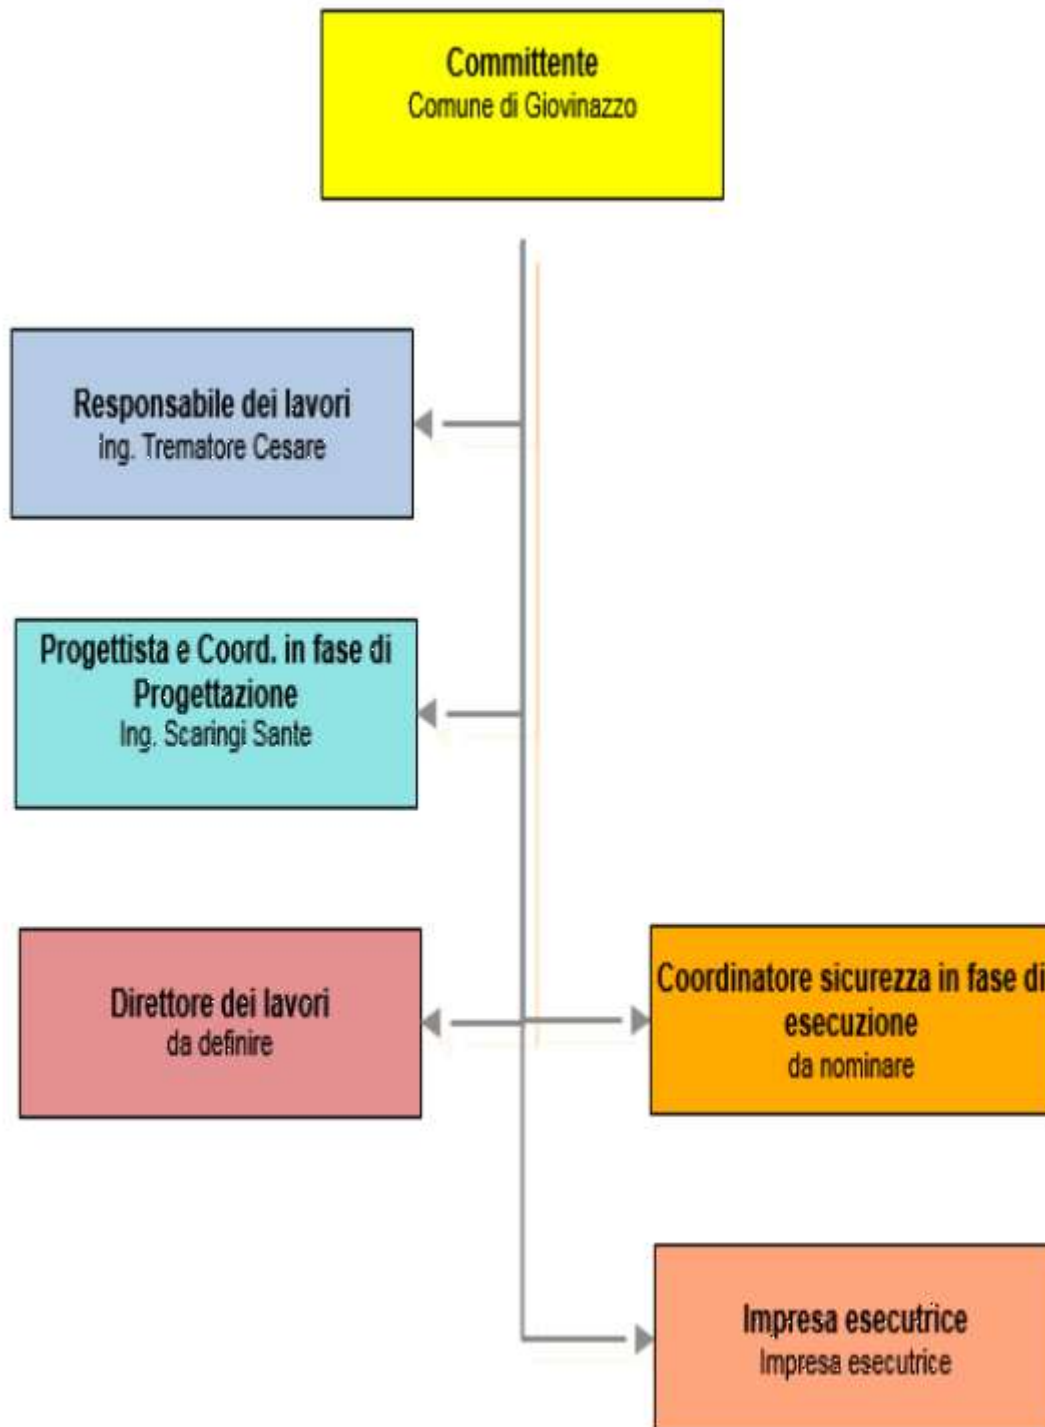 Committente
Comune di Giovinazzo
Responsabile dei lavori
Ing. Trematore Cesare
Progettista e Coord. in fase di
Progettazione
Ing. Scaringi Sante
Direttore dei lavori
da definire
Coordinatore sicurezza in fase di
esecuzione
da nominare
Impresa esecutrice
Impresa esecutrice